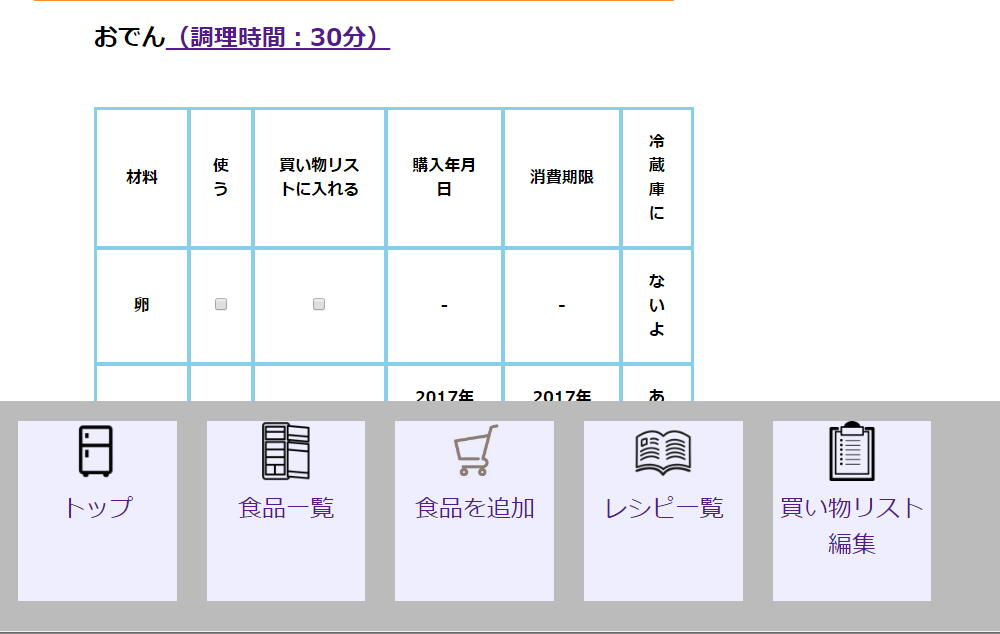 おでん（調理時間：30分）
材料
使
う
買い物リス
トに入れる
購入年月
日
消費期限
冷
蔵
庫
に
卵
-
-
な
い
よ
2017年
2017年
あ
トップ
食品一覧
食品を追加
レシピ一覧
買い物リスト
編集